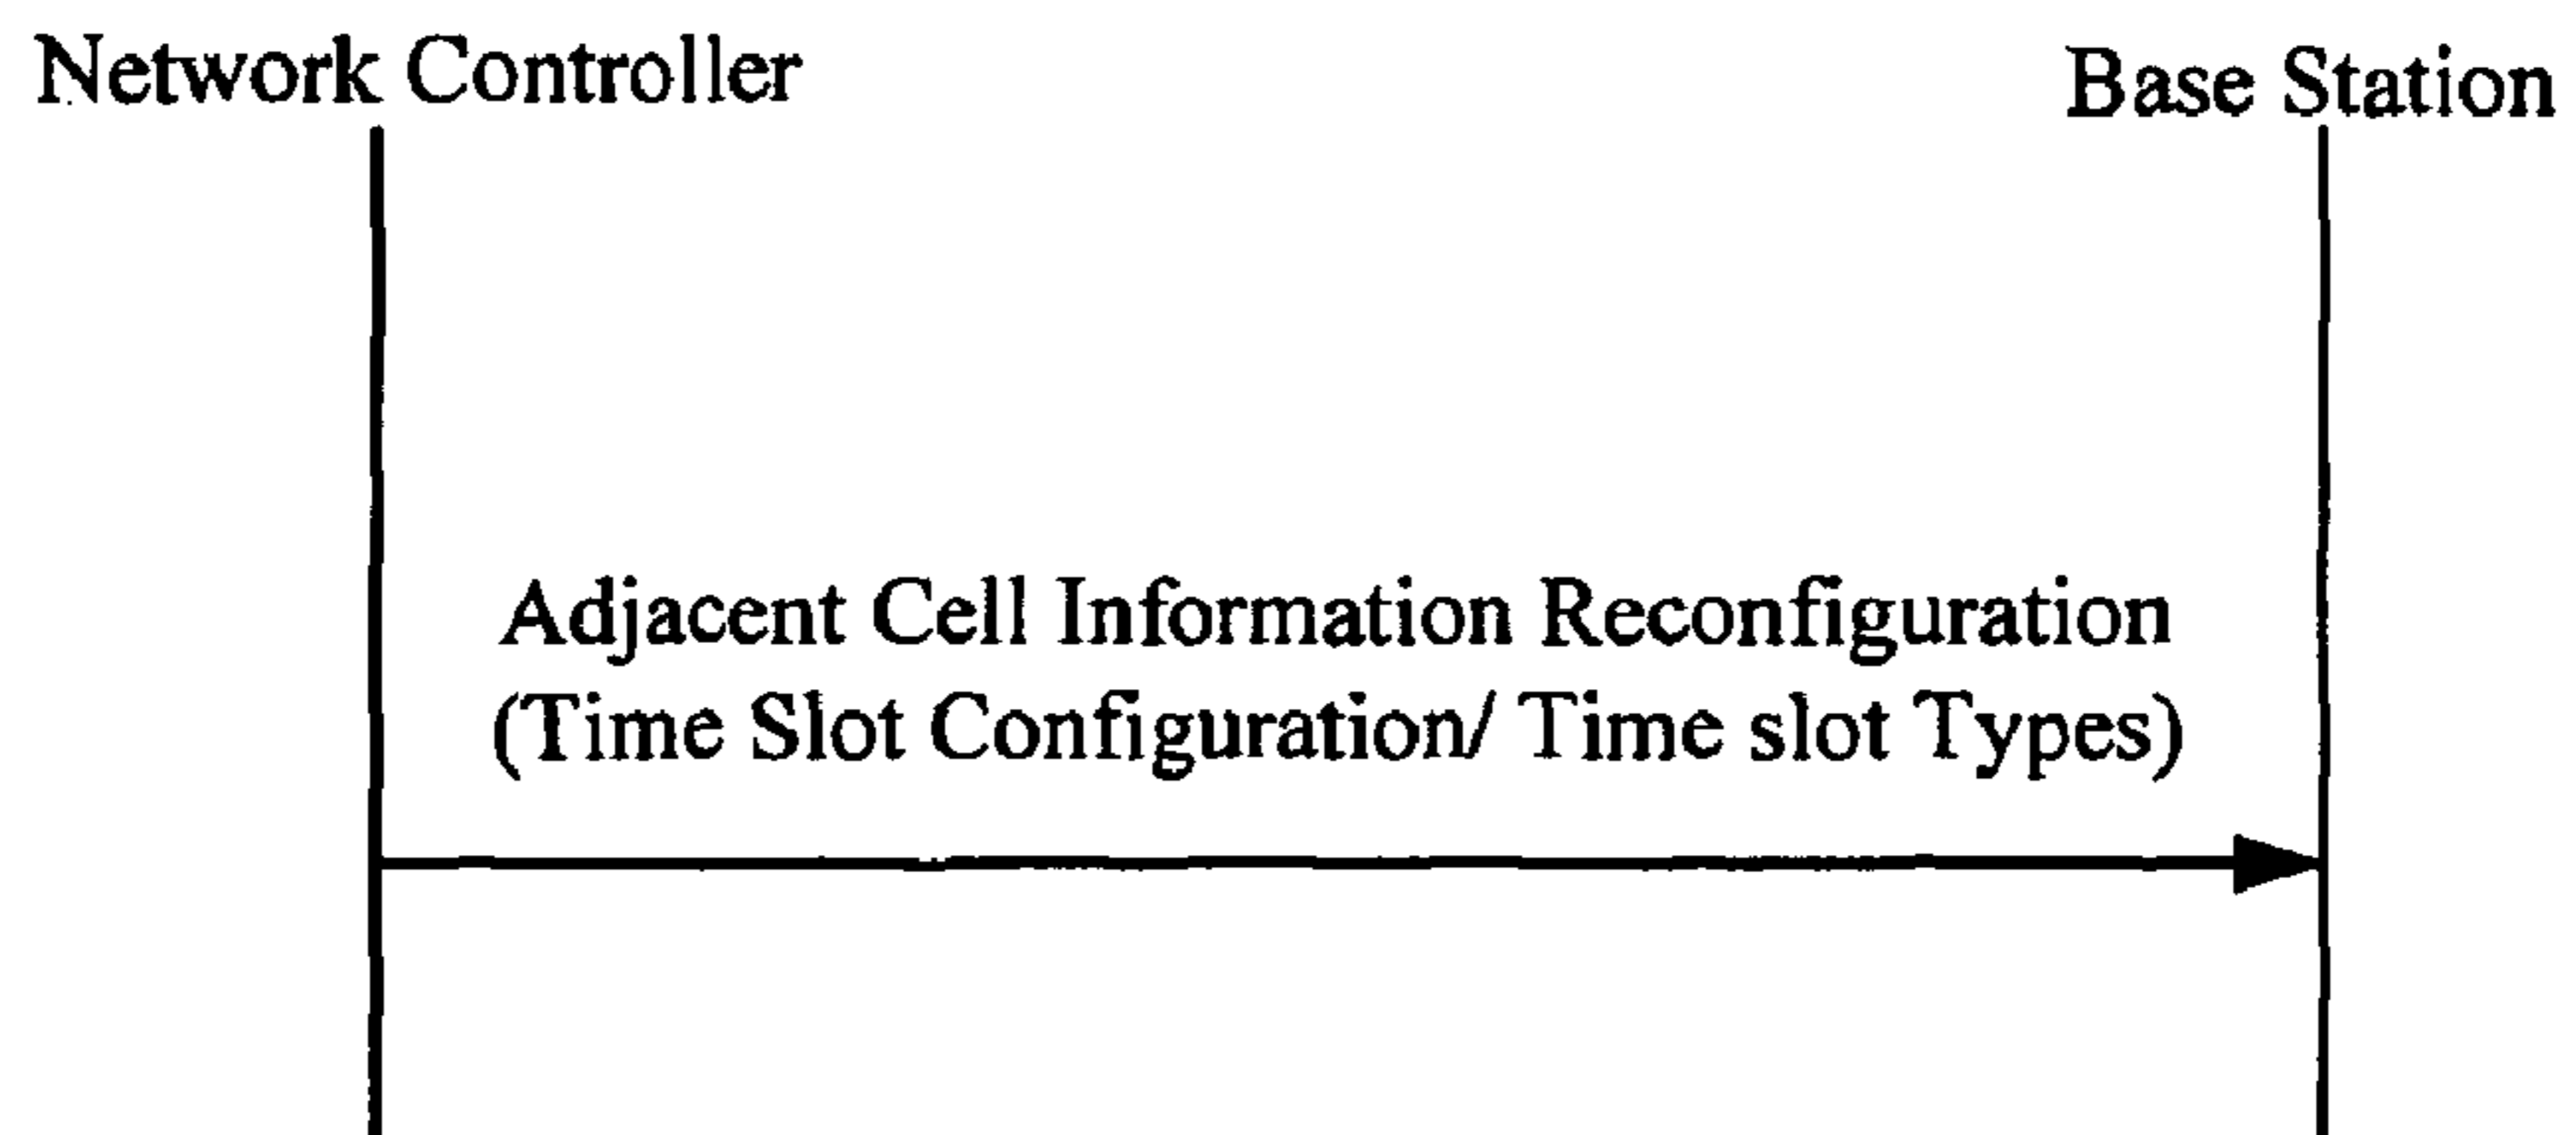 Network Controller
Base Station
Adjacent Cell Information Reconfiguration
(Time Slot Configuration/ Time slot Types)